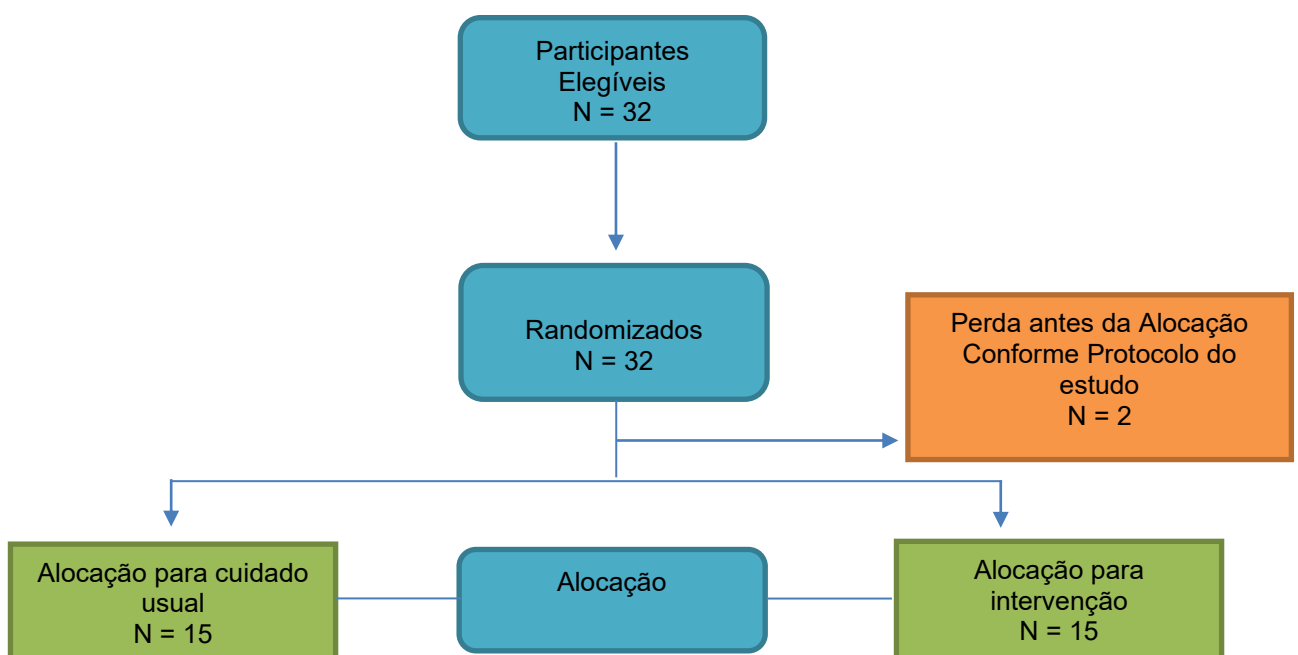 Participantes
Elegíveis
N = 32
Randomizados
N = 32
Perda antes da Alocação
Conforme Protocolo do
estudo
N = 2
Alocação para cuidado
usual
N = 15
Alocação
Alocação para
intervenção
N = 15